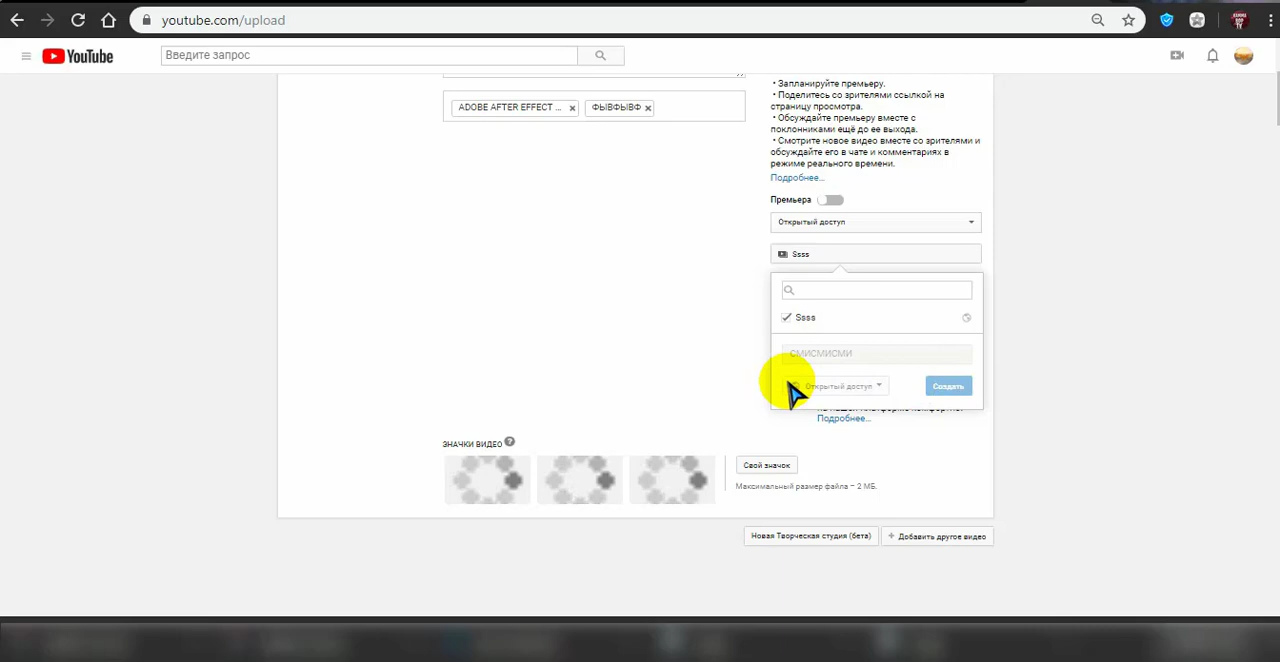 youtube.com/upload
YouTube
Введите запрос
ADOBE AFTER EFFECT ... ×
ФЫВФЫВФ ×
• Запланируйте премьеру.
• Поделитесь со зрителями ссылкой на
страницу просмотра.
• Обсуждайте премьеру вместе с
поклонниками ещё до ее выхода.
• Смотрите новое видео вместе со зрителями и
обсуждайте его в чате и комментариях в
режиме реального времени.
Подробнее...
Премьера
Открытый доступ
Ssss
Ssss
СМИСМИСМИ
Открытый доступ
Создать
Подробнее...
ЗНАЧКИ ВИДЕО ?
Свой значок
Максимальный размер файла – 2 МБ.
Новая Творческая студия (бета)
+ Добавить другое видео